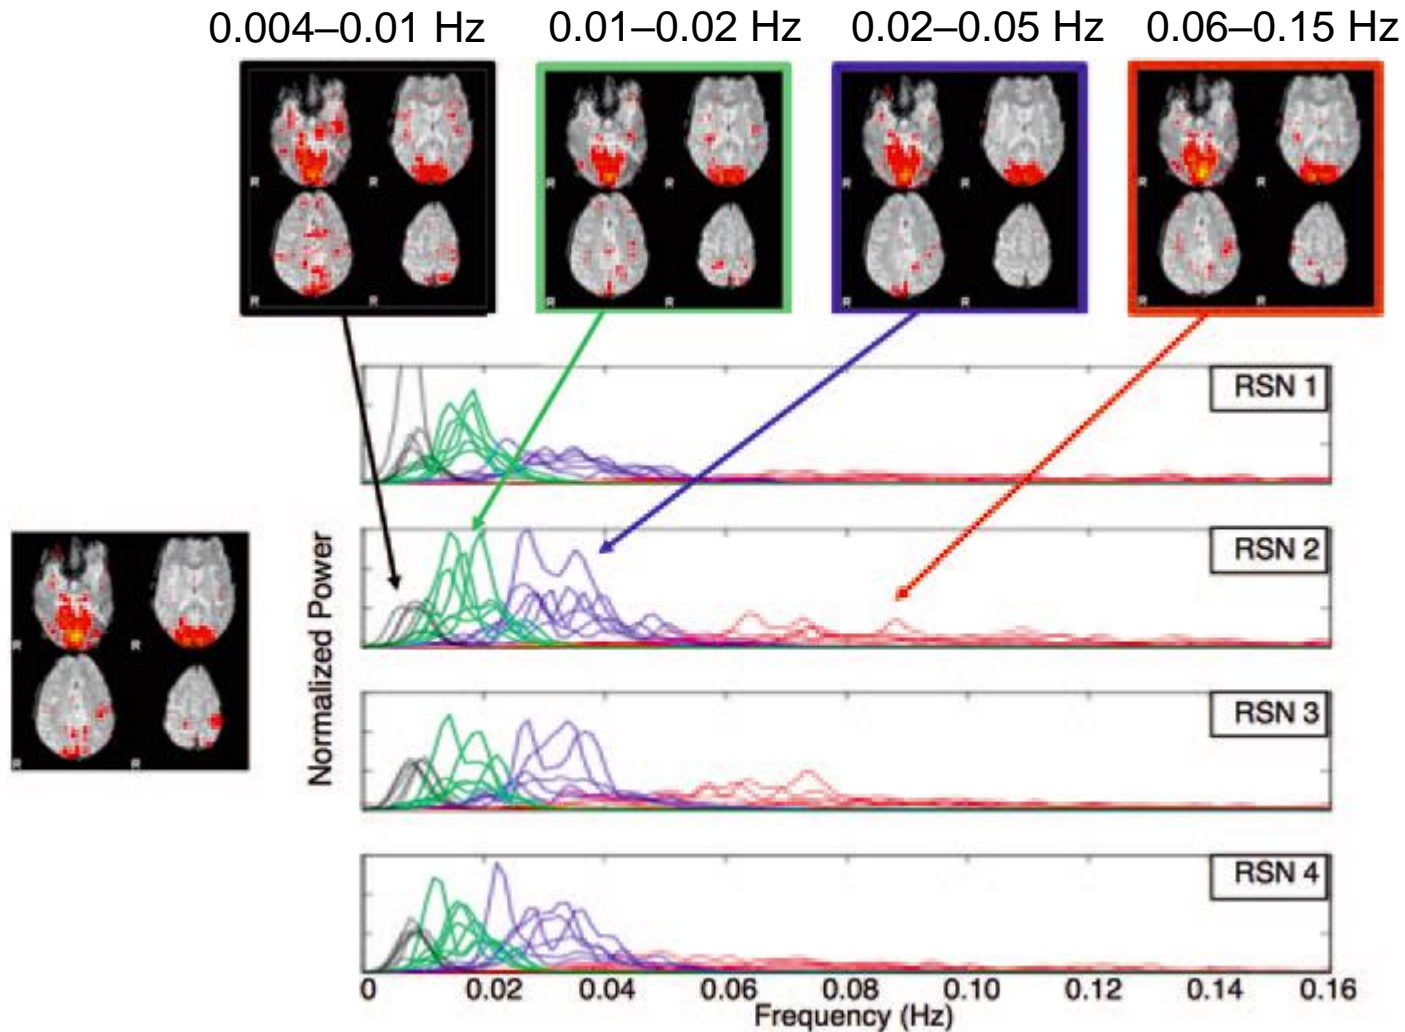 0.004–0.01 Hz 0.01–0.02 Hz 0.02–0.05 Hz 0.06–0.15 Hz
R R R R R R R R
R R R R R R R R
RSN 1
RSN 2
R R
RSN 3
R R
RSN 4
Normalized Power
0 0.02 0.04 0.06 0.08 0.10 0.12 0.14 0.16
Frequency (Hz)